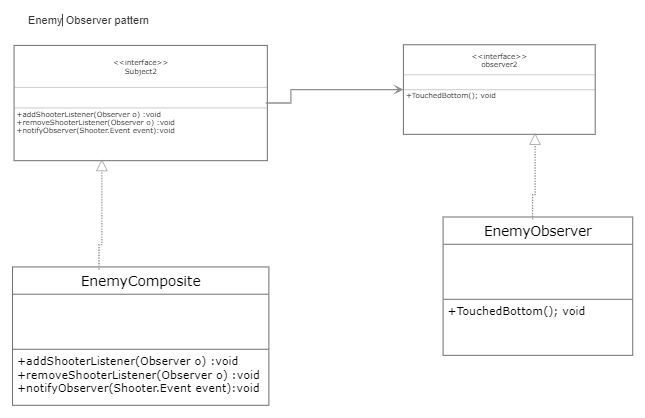 Enemy Observer pattern
<<interface>>
Subject2
+addShooterListener(Observer o) :void
+removeShooterListener(Observer o) :void
+notifyObserver(Shooter.Event event):void
<<interface>>
observer2
+TouchedBottom(); void
EnemyComposite
+addShooterListener(Observer o) :void
+removeShooterListener(Observer o) :void
+notifyObserver(Shooter.Event event):void
EnemyObserver
+TouchedBottom(); void